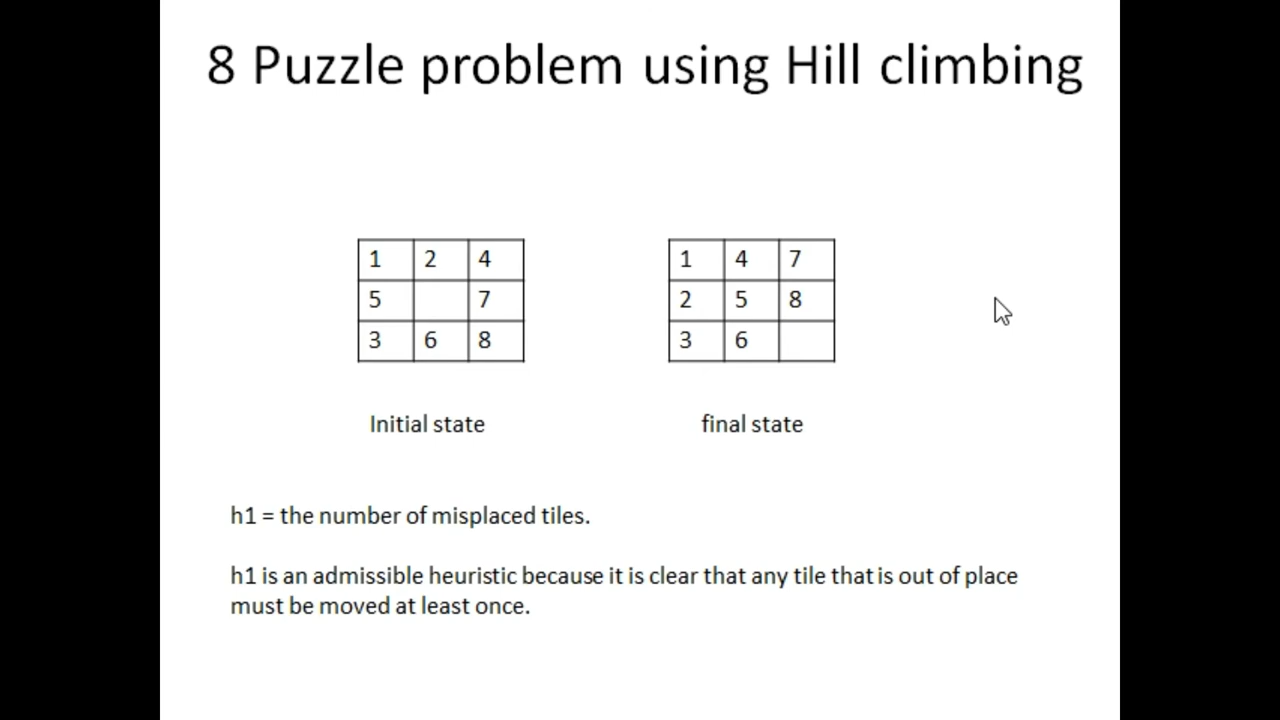 8 Puzzle problem using Hill climbing
1 2 4 1 4 7
5 7 2 5 8
3 6 8 3 6
Initial state final state
h1 = the number of misplaced tiles.
h1 is an admissible heuristic because it is clear that any tile that is out of place
must be moved at least once.